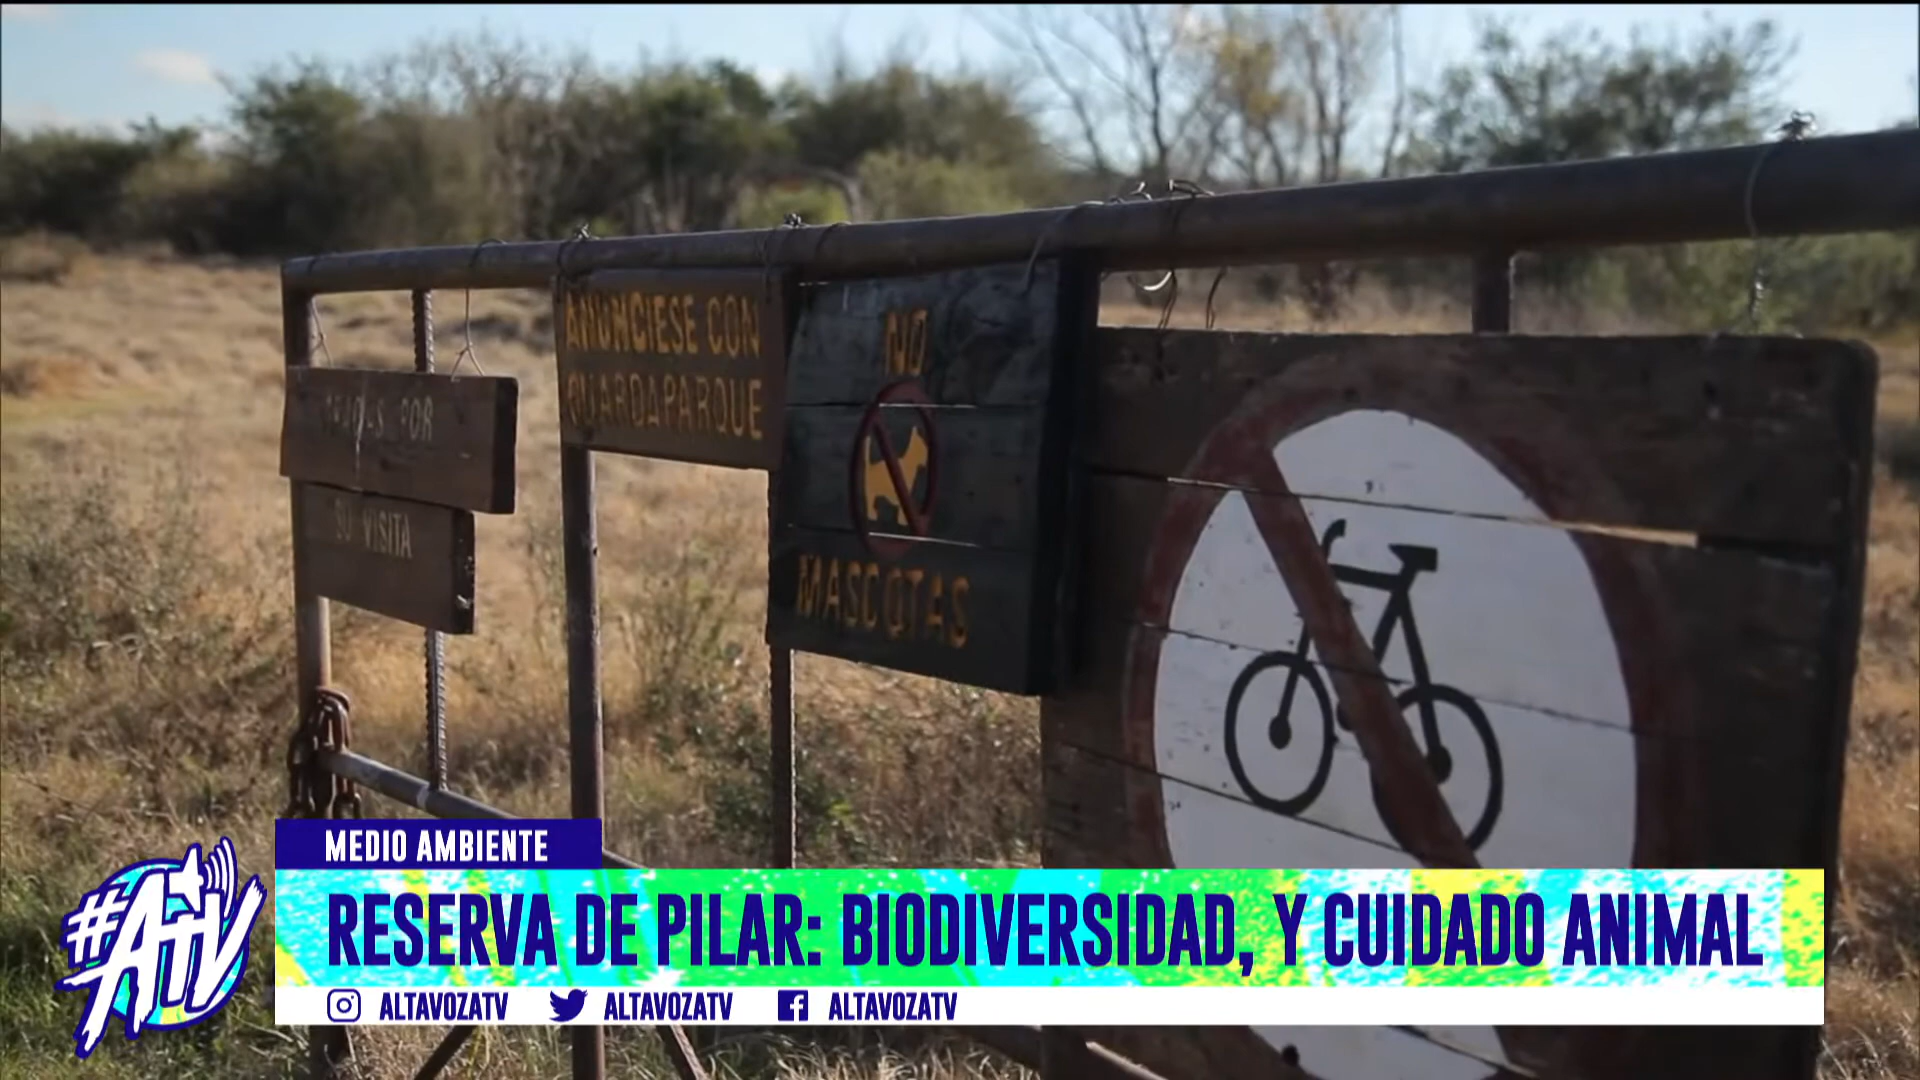 POR
SU VISITA
ANUNCIESE CON
GUARDAPARQUE
NO
MASCOTAS
MEDIO AMBIENTE
RESERVA DE PILAR: BIODIVERSIDAD, Y CUIDADO ANIMAL
ALTAVOZATV ALTAVOZATV ALTAVOZATV
#ATV